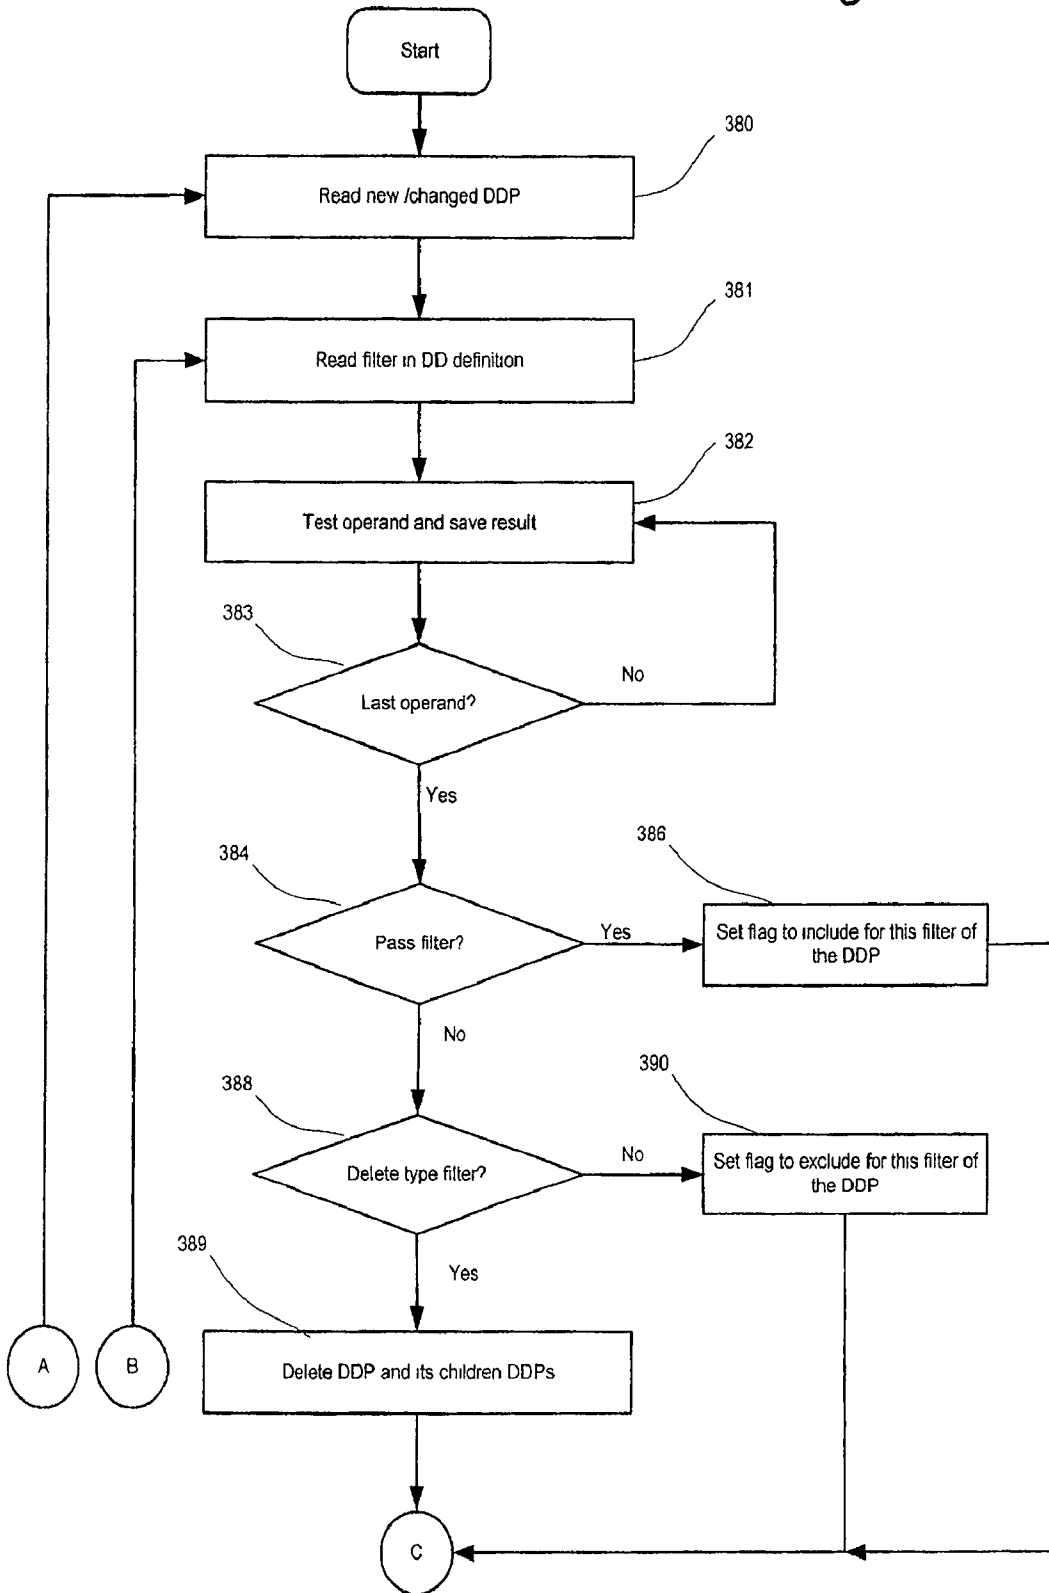 Start
380
Read new /changed DDP
381
Read filter in DD definition
382
Test operand and save result
383
Last operand?
No
Yes
384
386
Pass filter?
Yes
Set flag to include for this filter of
the DDP
No
388
390
Delete type filter?
No
Set flag to exclude for this filter of
the DDP
389
Yes
A
B
Delete DDP and its children DDPs
C